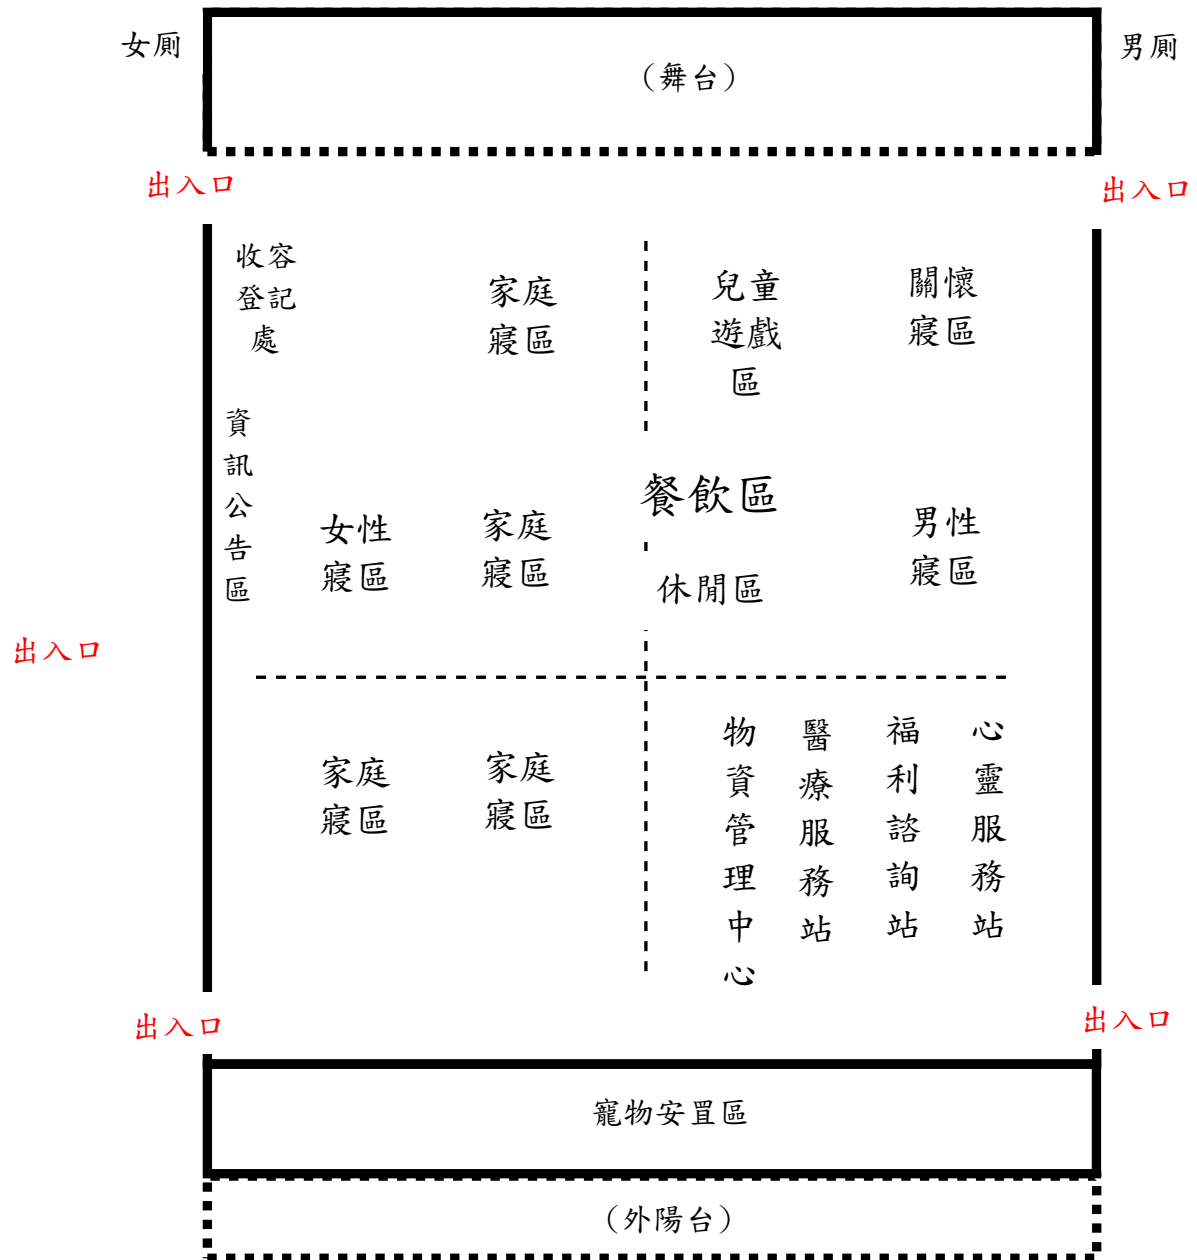 女厠
(舞台)
男厠
出入口
出入口
收容
登記
處
家庭
寢區
兒童
遊戲
區
關懷
寢區
資訊公告區
女性
寢區
家庭
寢區
餐飲區
休閒區
男性
寢區
出入口
家庭
寢區
家庭
寢區
物資管理中心
醫療服務站
福利諮詢站
心靈服務站
出入口
出入口
寵物安置區
(外陽台)